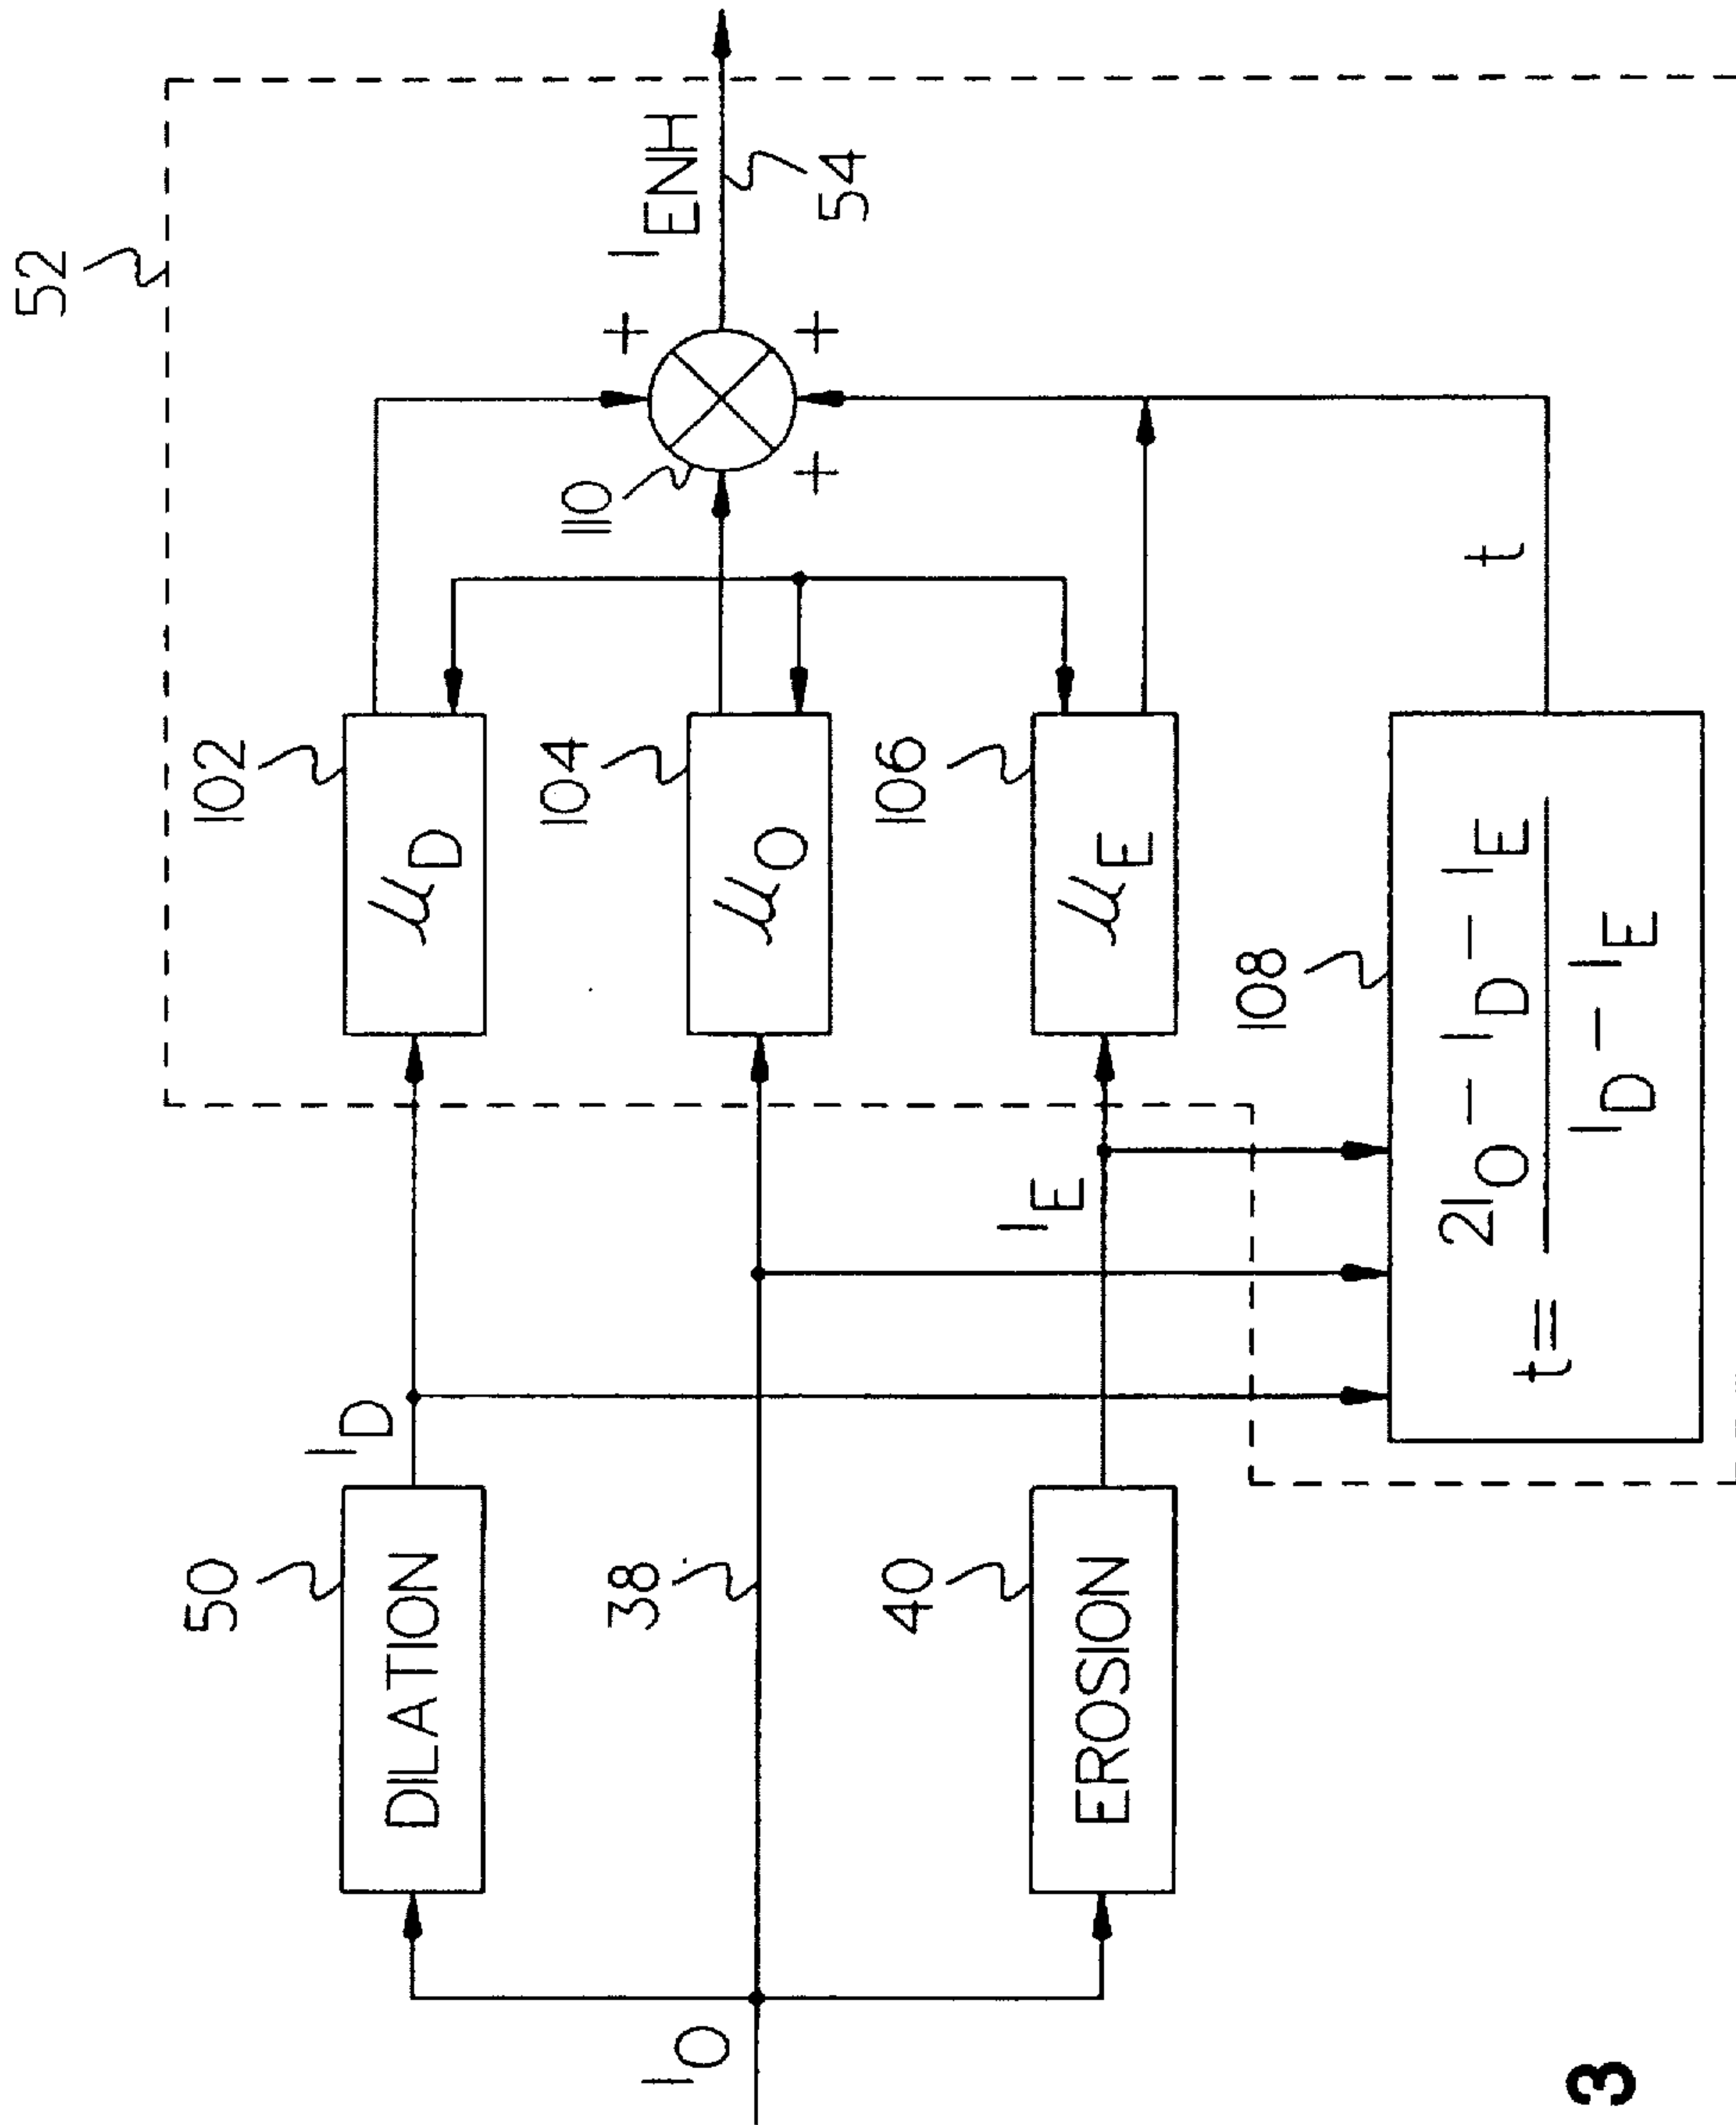 52
I_ENH
54
110
102
μ_D
104
μ_O
106
μ_E
t
108
t = (2I_O - I_D - I_E) / (I_D - I_E)
I_D
I_E
50
DILATION
38
40
EROSION
I_O
3